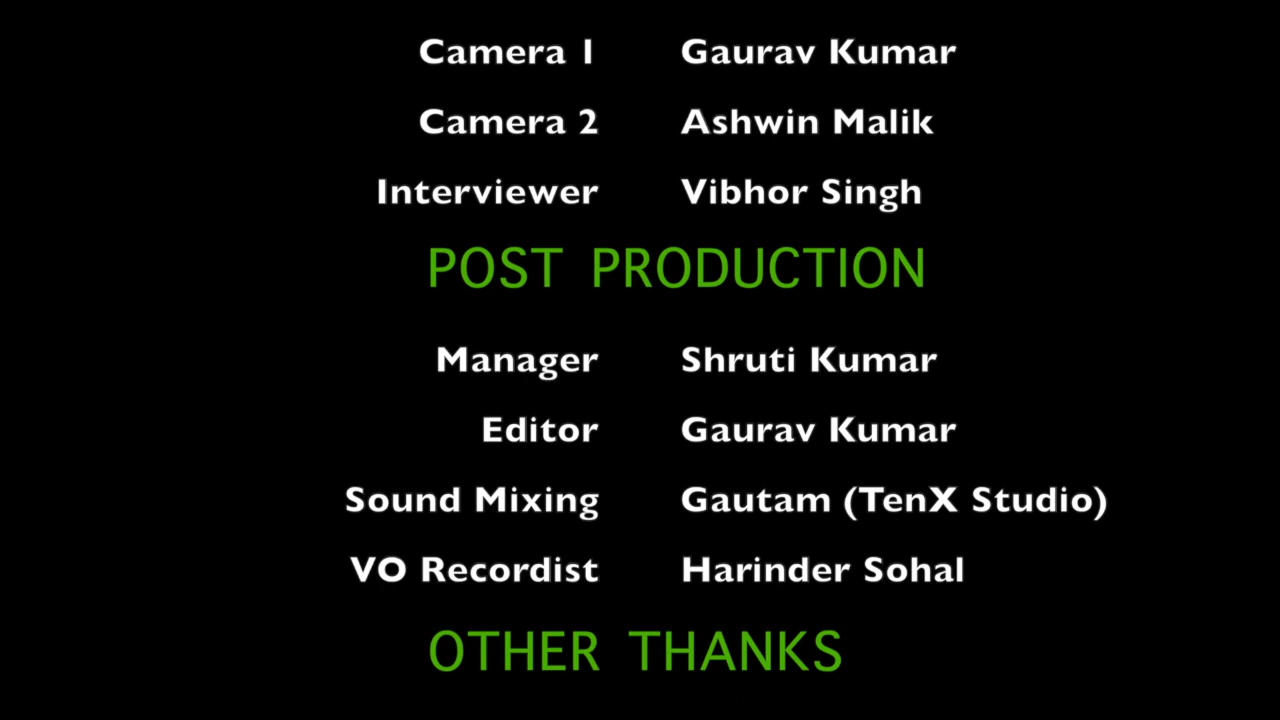 Camera 1 Gaurav Kumar
Camera 2 Ashwin Malik
Interviewer Vibhor Singh
POST PRODUCTION
Manager Shruti Kumar
Editor Gaurav Kumar
Sound Mixing Gautam (TenX Studio)
VO Recordist Harinder Sohal
OTHER THANKS